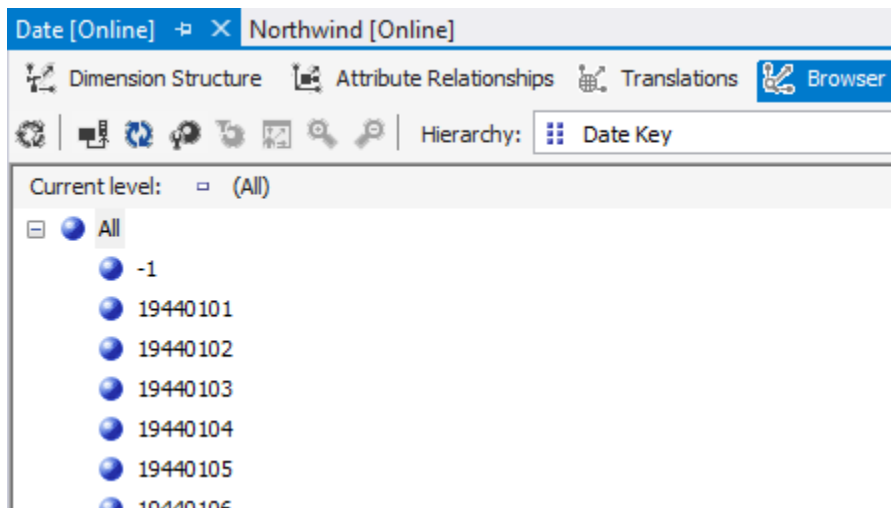 Date [Online] Northwind [Online]
Dimension Structure Attribute Relationships Translations Browser
Hierarchy: Date Key
Current level: (All)
All
-1
19440101
19440102
19440103
19440104
19440105
19440106